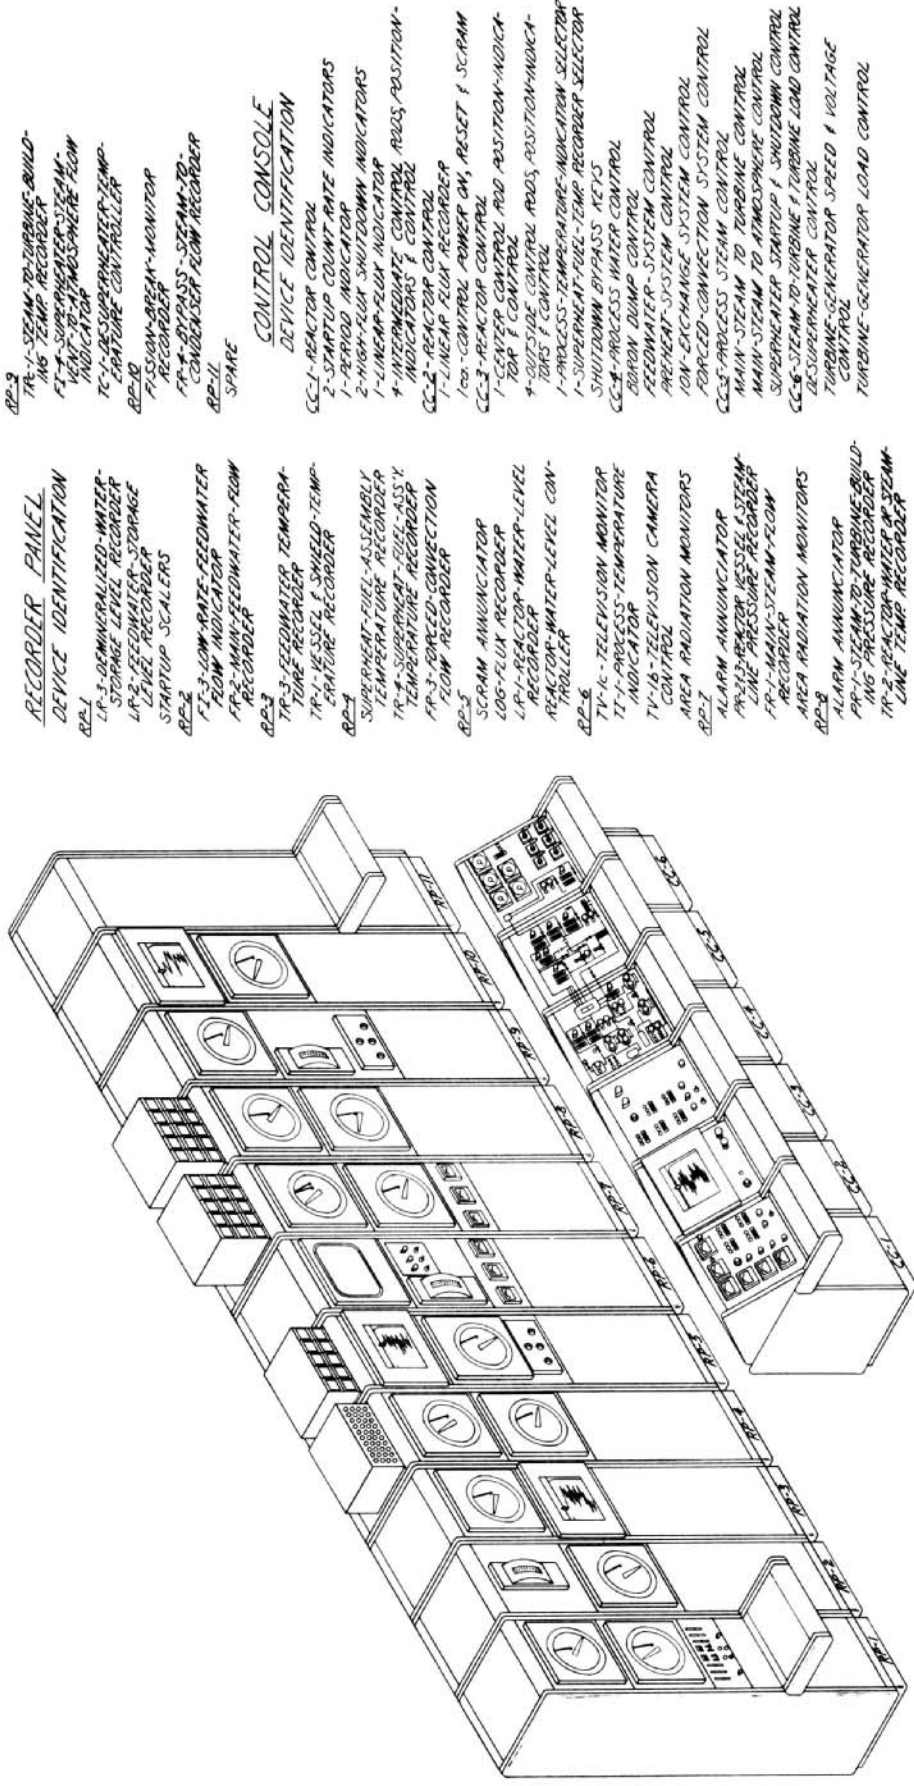 RECORDER PANEL
DEVICE IDENTIFICATION
RP-1
LR-3-DEMINERALIZED-WATER-
STORAGE LEVEL RECORDER
LR-2-FEEDWATER-STORAGE
LEVEL RECORDER
STARTUP SCALERS
RP-2
FI-3-LOW-RATE-FEEDWATER
FLOW INDICATOR
FR-2-MAIN-FEEDWATER-FLOW
RECORDER
RP-3
TR-3-FEEDWATER TEMPERA-
TURE RECORDER
TR-1-VESSEL & SHIELD-TEMP-
ERATURE RECORDER
RP-4
SUPERHEAT-FUEL-ASSEMBLY
TEMPERATURE RECORDER
TR-4-SUPERHEAT-FUEL-ASS'Y.
TEMPERATURE RECORDER
FR-3-FORCED-CONVECTION
FLOW RECORDER
RP-5
SCRAM ANNUNCIATOR
LOG-FLUX RECORDER
LR-1-REACTOR-WATER-LEVEL
RECORDER
REACTOR-WATER-LEVEL CON-
TROLLER
RP-6
TV-1c-TELEVISION MONITOR
TI-1-PROCESS-TEMPERATURE
INDICATOR
TV-1b-TELEVISION CAMERA
CONTROL
AREA RADIATION MONITORS
RP-7
ALARM ANNUNCIATOR
PR-213-REACTOR VESSEL & STEAM-
LINE PRESSURE RECORDER
FR-1-MAIN-STEAM-FLOW
RECORDER
AREA RADIATION MONITORS
RP-8
ALARM ANNUNCIATOR
PR-1-STEAM-TO-TURBINE-BUILD-
ING PRESSURE RECORDER
TR-2-REACTOR-WATER OR STEAM-
LINE TEMP. RECORDER
RP-9
TRC-1-STEAM-TO-TURBINE-BUILD-
ING TEMP. RECORDER
FI-4-SUPERHEATER-STEAM-
VENT-TO-ATMOSPHERE FLOW
INDICATOR
TC-1-DESUPERHEATER-TEMP-
ERATURE CONTROLLER
RP-10
FISSION-BREAK-MONITOR
RECORDER
FR-4-BYPASS-STEAM-TO-
CONDENSER FLOW RECORDER
RP-11
SPARE
CONTROL CONSOLE
DEVICE IDENTIFICATION
CC-1-REACTOR CONTROL
2-STARTUP COUNT RATE INDICATORS
1-PERIOD INDICATOR
2-HIGH-FLUX SHUTDOWN INDICATORS
1-LINEAR-FLUX INDICATOR
4-INTERMEDIATE CONTROL RODS, POSITION-
INDICATORS & CONTROL
CC-2-REACTOR CONTROL
LINEAR FLUX RECORDER
1ea.-CONTROL POWER ON, RESET & SCRAM
CC-3-REACTOR CONTROL
1-CENTER CONTROL ROD POSITION-INDICA-
TOR & CONTROL
4-OUTSIDE CONTROL RODS, POSITION-INDICA-
TORS & CONTROL
1-PROCESS-TEMPERATURE-INDICATION SELECTOR
1-SUPERHEAT-FUEL-TEMP. RECORDER SELECTOR
SHUTDOWN BYPASS KEYS
CC-4-PROCESS WATER CONTROL
BORON DUMP CONTROL
FEEDWATER-SYSTEM CONTROL
PREHEAT-SYSTEM CONTROL
ION-EXCHANGE-SYSTEM CONTROL
FORCED-CONVECTION SYSTEM CONTROL
CC-5-PROCESS STEAM CONTROL
MAIN-STEAM TO TURBINE CONTROL
MAIN-STEAM TO ATMOSPHERE CONTROL
SUPERHEATER STARTUP & SHUTDOWN CONTROL
CC-6-STEAM-TO-TURBINE & TURBINE LOAD CONTROL
DESUPERHEATER CONTROL
TURBINE-GENERATOR SPEED & VOLTAGE
CONTROL
TURBINE-GENERATOR LOAD CONTROL
RP-1
RP-2
RP-3
RP-4
RP-5
RP-6
RP-7
RP-8
RP-9
RP-10
RP-11
CC-1
CC-2
CC-3
CC-4
CC-5
CC-6